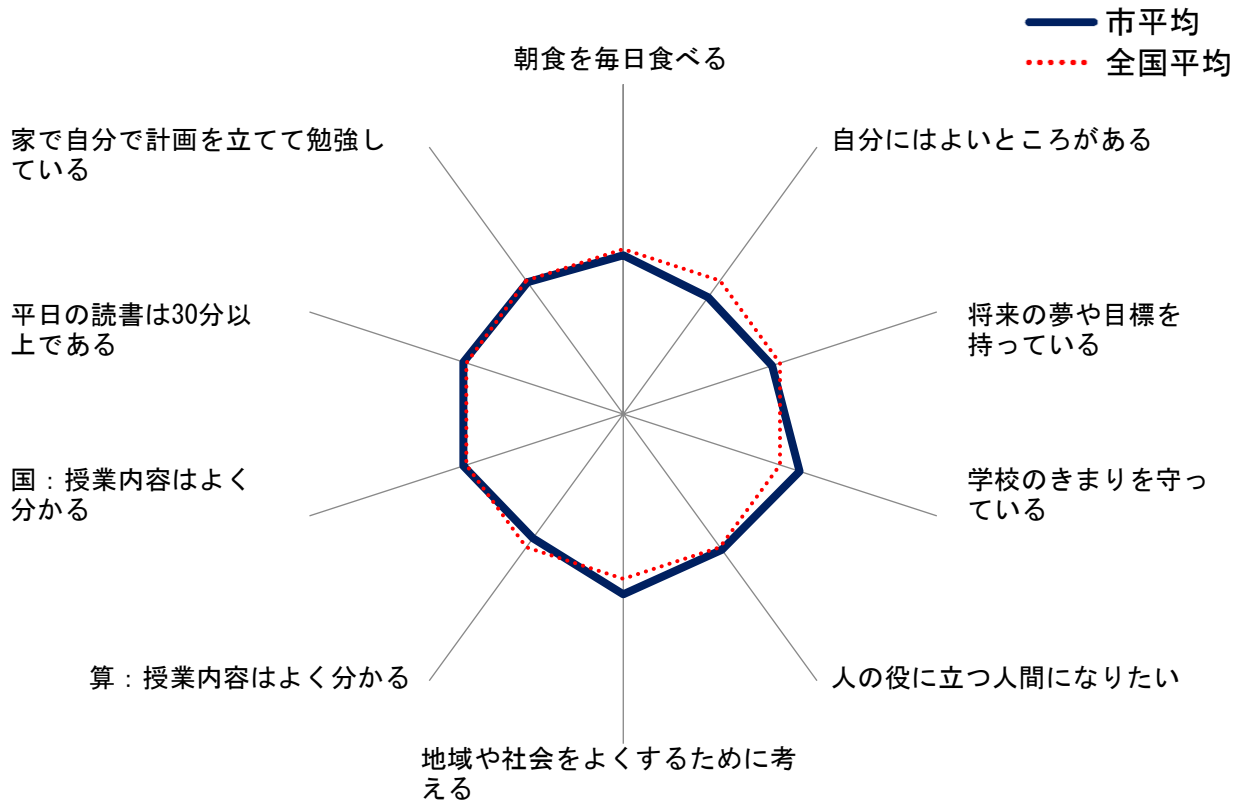 市平均
全国平均
朝食を毎日食べる
自分にはよいところがある
将来の夢や目標を
持っている
学校のきまりを守っ
ている
人の役に立つ人間になりたい
地域や社会をよくするために考
える
算：授業内容はよく分かる
国：授業内容はよく
分かる
平日の読書は30分以
上である
家で自分で計画を立てて勉強し
ている